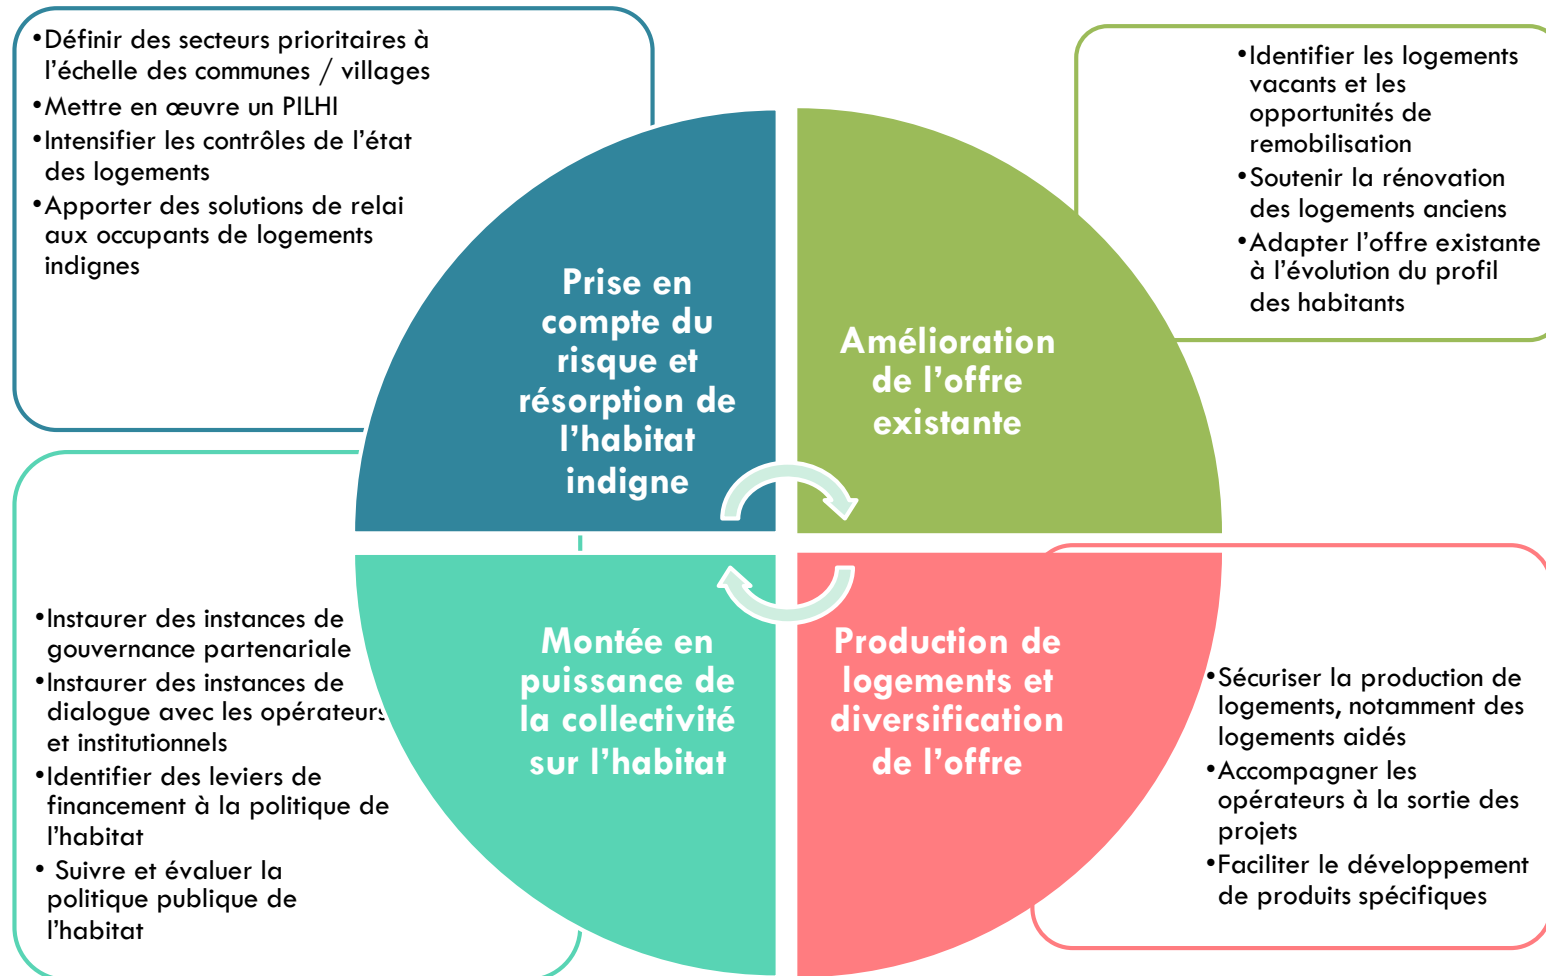 •Définir des secteurs prioritaires à
l’échelle des communes / villages
•Mettre en œuvre un PILHI
•Intensifier les contrôles de l’état
des logements
•Apporter des solutions de relai
aux occupants de logements
indignes
•Identifier les logements
vacants et les
opportunités de
remobilisation
•Soutenir la rénovation
des logements anciens
•Adapter l’offre existante
à l’évolution du profil
des habitants
Prise en
compte du
risque et
résorption de
l’habitat
indigne
Amélioration
de l’offre
existante
Montée en
puissance de
la collectivité
sur l’habitat
Production de
logements et
diversification
de l’offre
•Instaurer des instances de
gouvernance partenariale
•Instaurer des instances de
dialogue avec les opérateurs
et institutionnels
•Identifier des leviers de
financement à la politique de
l’habitat
• Suivre et évaluer la
politique publique de
l’habitat
•Sécuriser la production de
logements, notamment des
logements aidés
•Accompagner les
opérateurs à la sortie des
projets
•Faciliter le développement
de produits spécifiques